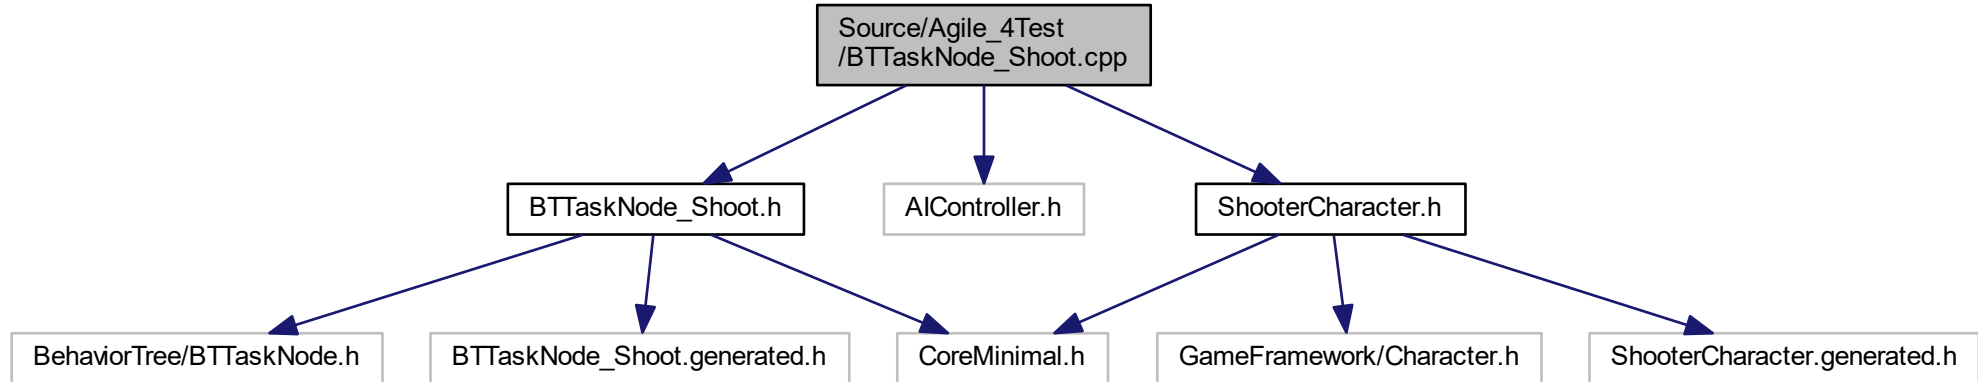 Source/Agile_4Test
/BTTaskNode_Shoot.cpp
BTTaskNode_Shoot.h
AIController.h
ShooterCharacter.h
BehaviorTree/BTTaskNode.h
BTTaskNode_Shoot.generated.h
CoreMinimal.h
GameFramework/Character.h
ShooterCharacter.generated.h